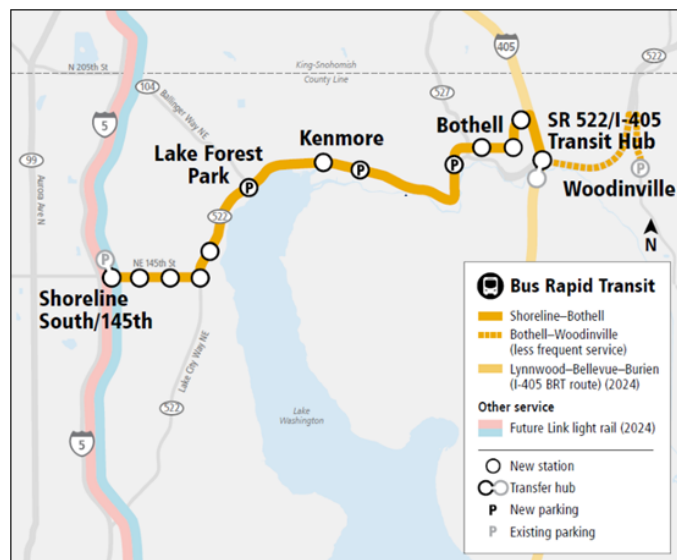 405
522
N 205th St
King-Snohomish
County Line
104
Ballinger Way NE
527
5
99
Aurora Ave N
Kenmore
Bothell
SR 522/I-405
Transit Hub
Lake Forest
Park
P
P
P
Woodinville
P
N
522
P
NE 145th St
Shoreline
South/145th
Lake City Way NE
522
5
Lake
Washington
Bus Rapid Transit
Shoreline–Bothell
Bothell–Woodinville
(less frequent service)
Lynnwood–Bellevue–Burien
(I-405 BRT route) (2024)
Other service
Future Link light rail (2024)
New station
Transfer hub
P New parking
P Existing parking